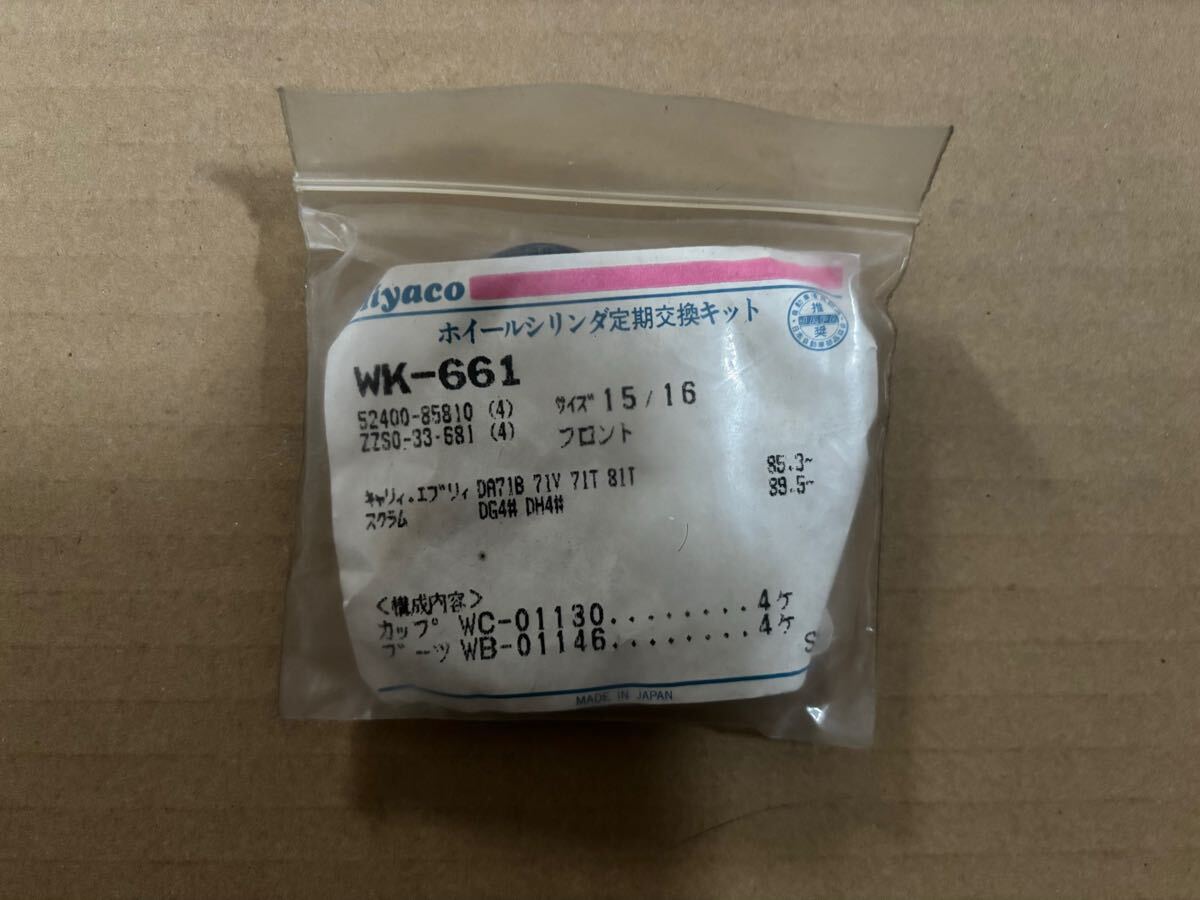 Miyaco
ホイールシリンダ定期交換キット
推奨
WK-661
52400-85810 (4) サイズ 15/16
ZZS0-33-681 (4) フロント
キャリィ・エブリィ DA71B 71V 71T 81T 85.3~
スクラム DG4# DH4# 89.5~
<構成内容>
カップ WC-01130........4ケ
ブーツ WB-01146........4ケ
S
MADE IN JAPAN